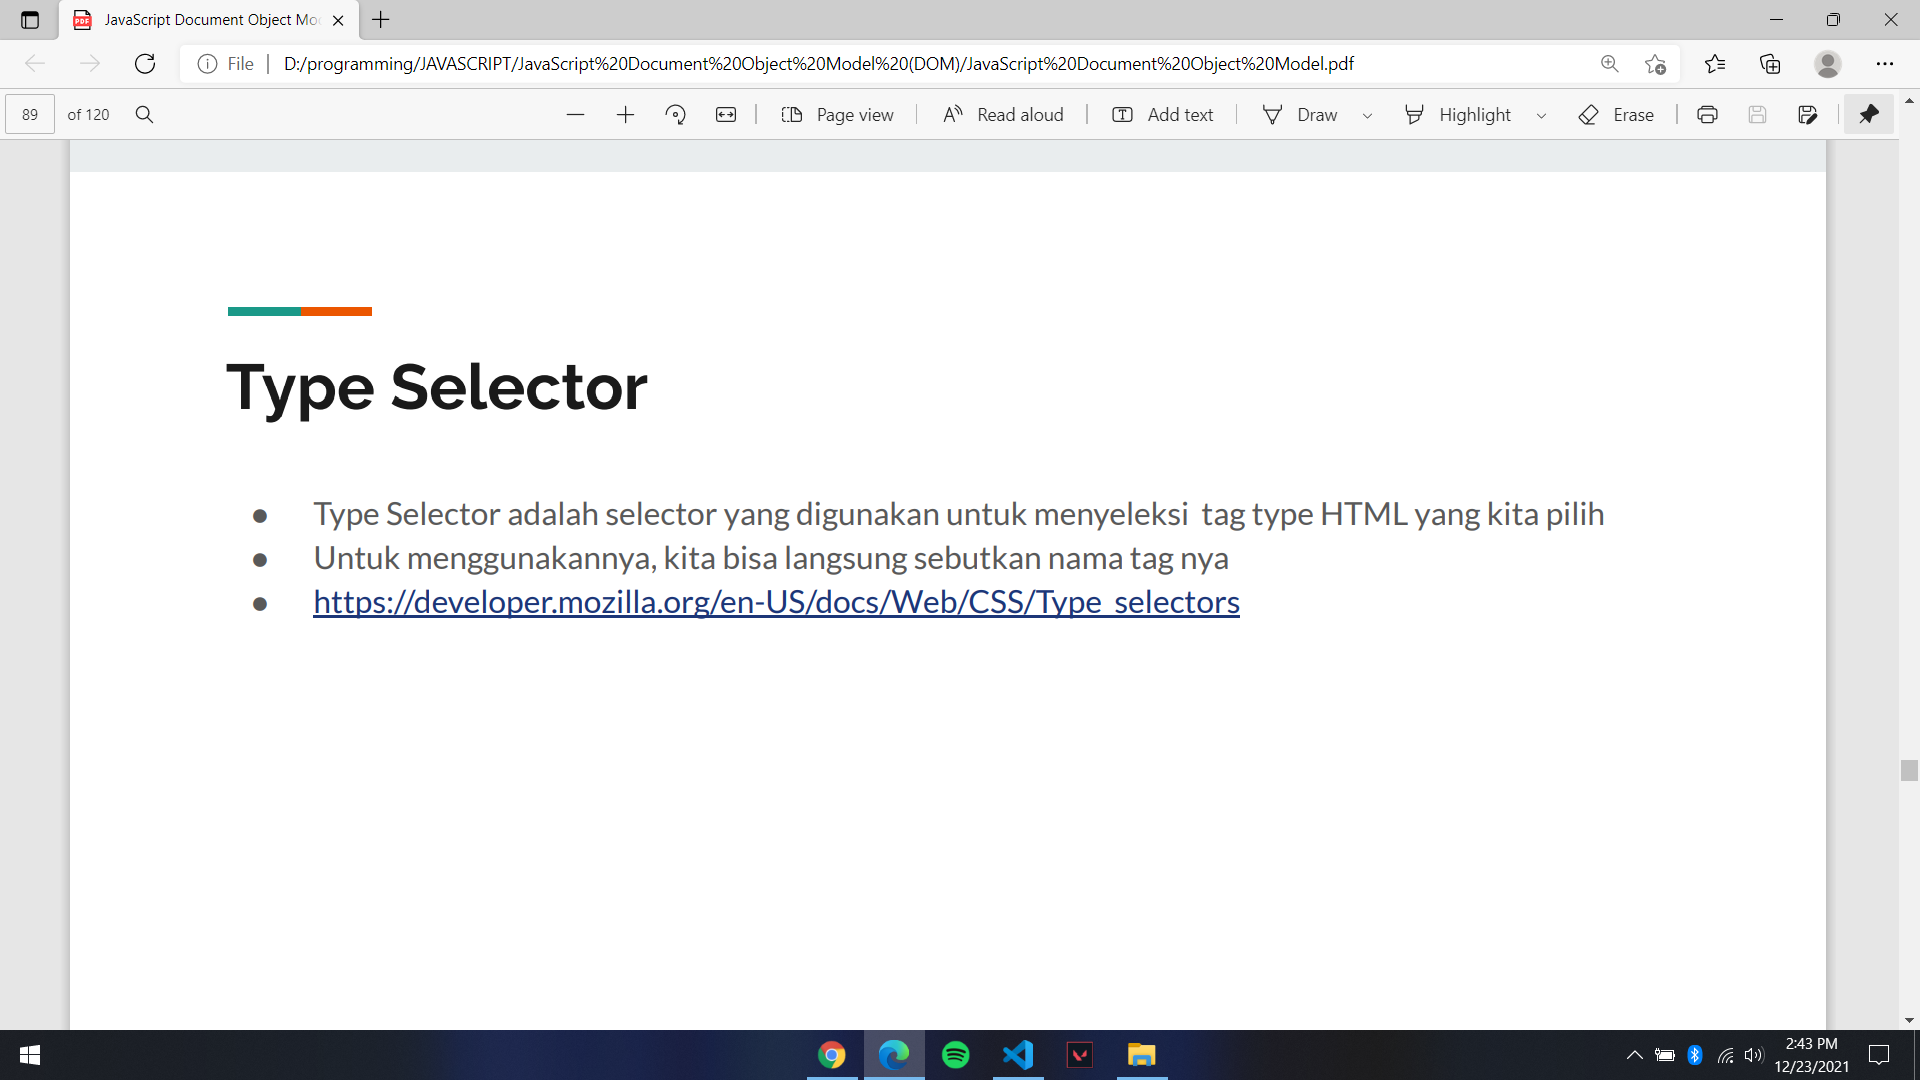 JavaScript Document Object Mo
File
D:/programming/JAVASCRIPT/JavaScript%20Document%20Object%20Model%20(DOM)/JavaScript%20Document%20Object%20Model.pdf
89 of 120
Page view
Read aloud
Add text
Draw
Highlight
Erase
Type Selector
● Type Selector adalah selector yang digunakan untuk menyeleksi  tag type HTML yang kita pilih
● Untuk menggunakannya, kita bisa langsung sebutkan nama tag nya
● https://developer.mozilla.org/en-US/docs/Web/CSS/Type_selectors
2:43 PM
12/23/2021